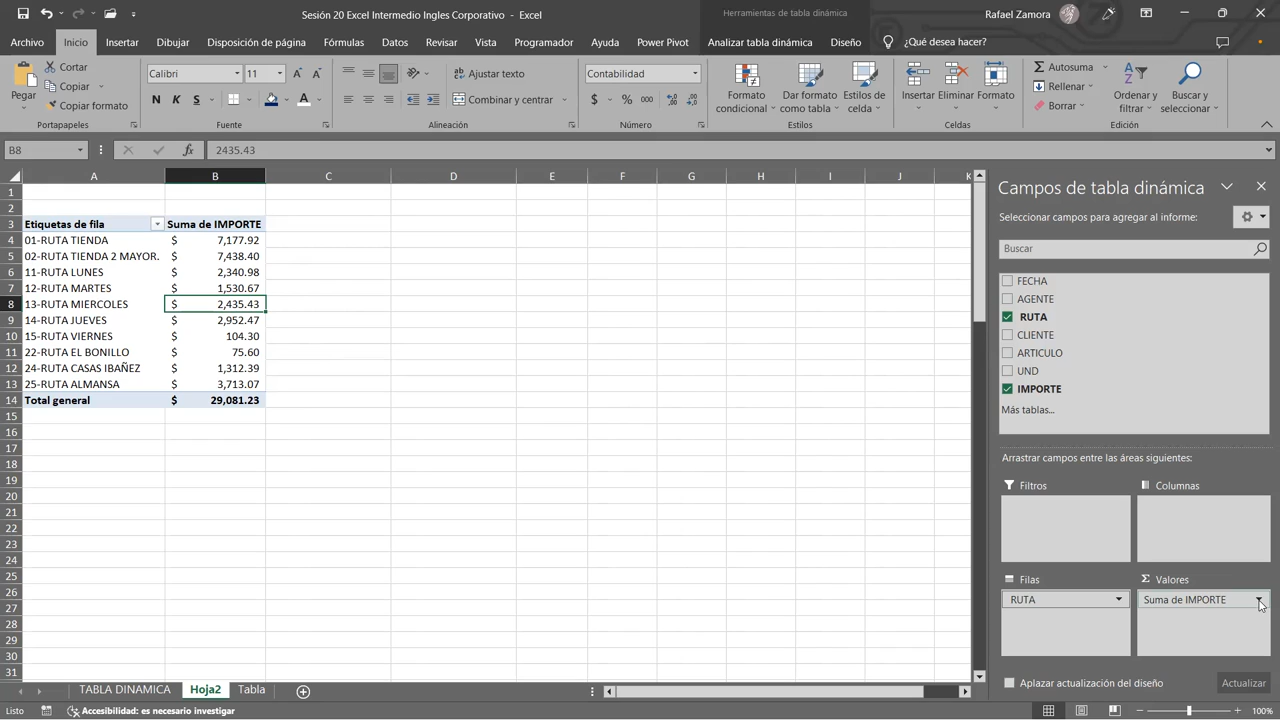 Sesión 20 Excel Intermedio Ingles Corporativo - Excel
Herramientas de tabla dinámica
Rafael Zamora
Archivo Inicio Insertar Dibujar Disposición de página Fórmulas Datos Revisar Vista Programador Ayuda Power Pivot Analizar tabla dinámica Diseño ¿Qué desea hacer?
Pegar
Cortar
Copiar
Copiar formato
Portapapeles
Calibri 11
N K S
Fuente
Ajustar texto
Combinar y centrar
Alineación
Contabilidad
$ % 000
Número
Formato condicional
Dar formato como tabla
Estilos de celda
Estilos
Insertar Eliminar Formato
Celdas
Autosuma
Rellenar
Borrar
Ordenar y filtrar
Buscar y seleccionar
Edición
B8 fx 2435.43
A B C D E F G H I J K
1
2
3 Etiquetas de fila Suma de IMPORTE
4 01-RUTA TIENDA $ 7,177.92
5 02-RUTA TIENDA 2 MAYOR. $ 7,438.40
6 11-RUTA LUNES $ 2,340.98
7 12-RUTA MARTES $ 1,530.67
8 13-RUTA MIERCOLES $ 2,435.43
9 14-RUTA JUEVES $ 2,952.47
10 15-RUTA VIERNES $ 104.30
11 22-RUTA EL BONILLO $ 75.60
12 24-RUTA CASAS IBAÑEZ $ 1,312.39
13 25-RUTA ALMANSA $ 3,713.07
14 Total general $ 29,081.23
15
16
17
18
19
20
21
22
23
24
25
26
27
28
29
30
31
Campos de tabla dinámica
Seleccionar campos para agregar al informe:
Buscar
FECHA
AGENTE
RUTA
CLIENTE
ARTICULO
UND
IMPORTE
Más tablas...
Arrastrar campos entre las áreas siguientes:
Filtros Columnas
Filas Σ Valores
RUTA Suma de IMPORTE
Aplazar actualización del diseño Actualizar
TABLA DINAMICA Hoja2 Tabla
Listo Accesibilidad: es necesario investigar 100%